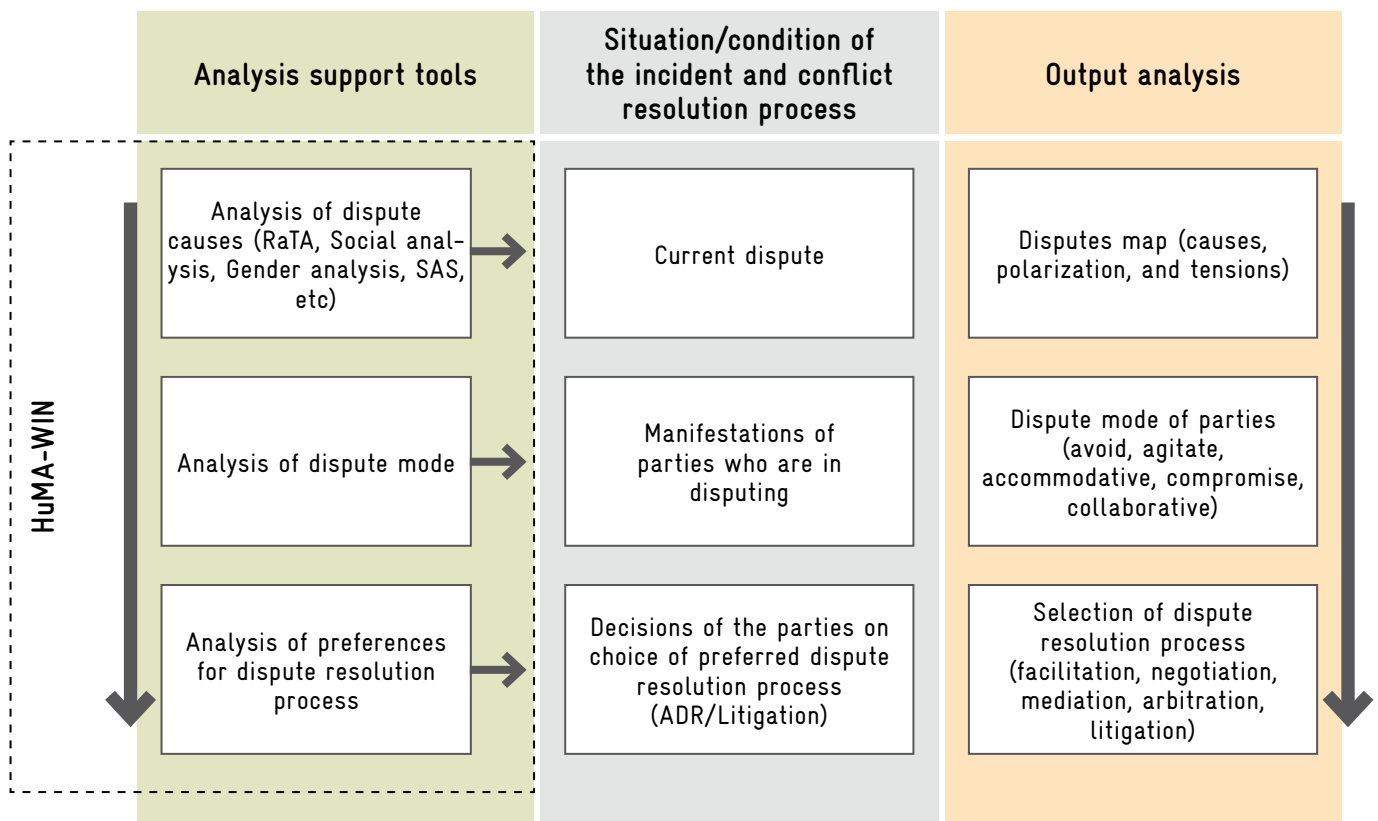 Analysis support tools
Situation/condition of
the incident and conflict
resolution process
Output analysis
HuMA-WIN
Analysis of dispute
causes (RaTA, Social anal-
ysis, Gender analysis, SAS,
etc)
Current dispute
Disputes map (causes,
polarization, and tensions)
Analysis of dispute mode
Manifestations of
parties who are in
disputing
Dispute mode of parties
(avoid, agitate,
accommodative, compromise,
collaborative)
Analysis of preferences
for dispute resolution
process
Decisions of the parties on
choice of preferred dispute
resolution process
(ADR/Litigation)
Selection of dispute
resolution process
(facilitation, negotiation,
mediation, arbitration,
litigation)